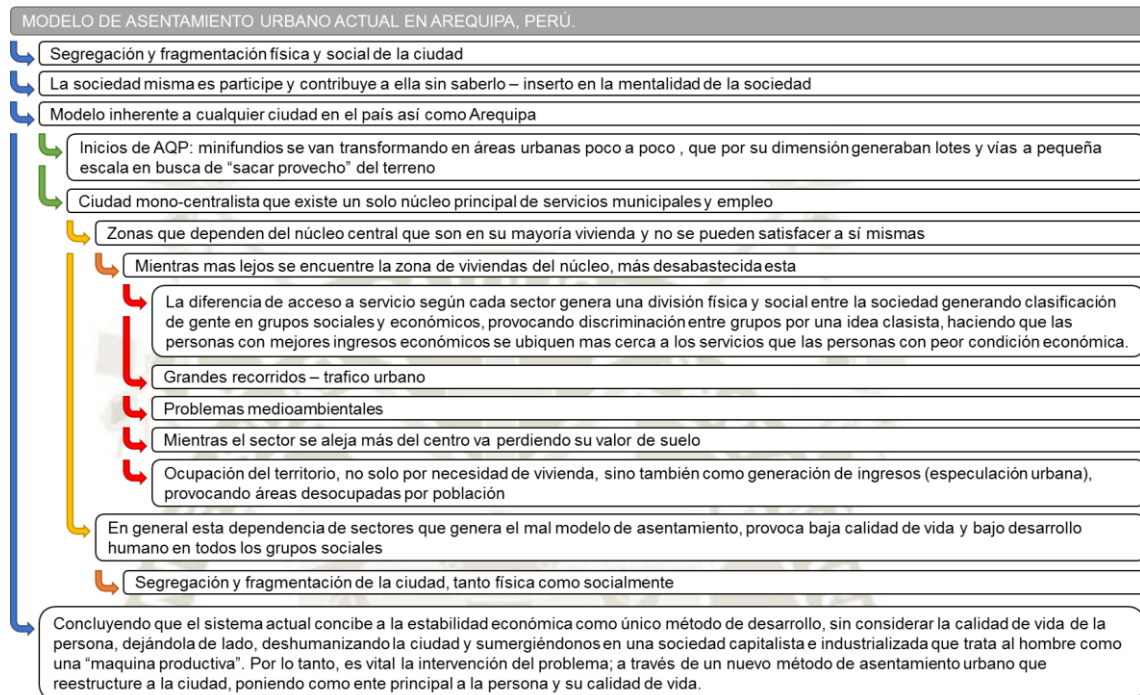 MODELO DE ASENTAMIENTO URBANO ACTUAL EN AREQUIPA, PERÚ.
Segregación y fragmentación física y social de la ciudad
La sociedad misma es participe y contribuye a ella sin saberlo – inserto en la mentalidad de la sociedad
Modelo inherente a cualquier ciudad en el país así como Arequipa
Inicios de AQP: minifundios se van transformando en áreas urbanas poco a poco , que por su dimensión generaban lotes y vías a pequeña
escala en busca de “sacar provecho” del terreno
Ciudad mono-centralista que existe un solo núcleo principal de servicios municipales y empleo
Zonas que dependen del núcleo central que son en su mayoría vivienda y no se pueden satisfacer a sí mismas
Mientras mas lejos se encuentre la zona de viviendas del núcleo, más desabastecida esta
La diferencia de acceso a servicio según cada sector genera una división física y social entre la sociedad generando clasificación
de gente en grupos sociales y económicos, provocando discriminación entre grupos por una idea clasista, haciendo que las
personas con mejores ingresos económicos se ubiquen mas cerca a los servicios que las personas con peor condición económica.
Grandes recorridos – trafico urbano
Problemas medioambientales
Mientras el sector se aleja más del centro va perdiendo su valor de suelo
Ocupación del territorio, no solo por necesidad de vivienda, sino también como generación de ingresos (especulación urbana),
provocando áreas desocupadas por población
En general esta dependencia de sectores que genera el mal modelo de asentamiento, provoca baja calidad de vida y bajo desarrollo
humano en todos los grupos sociales
Segregación y fragmentación de la ciudad, tanto física como socialmente
Concluyendo que el sistema actual concibe a la estabilidad económica como único método de desarrollo, sin considerar la calidad de vida de la
persona, dejándola de lado, deshumanizando la ciudad y sumergiéndonos en una sociedad capitalista e industrializada que trata al hombre como
una “maquina productiva”. Por lo tanto, es vital la intervención del problema; a través de un nuevo método de asentamiento urbano que
reestructure a la ciudad, poniendo como ente principal a la persona y su calidad de vida.